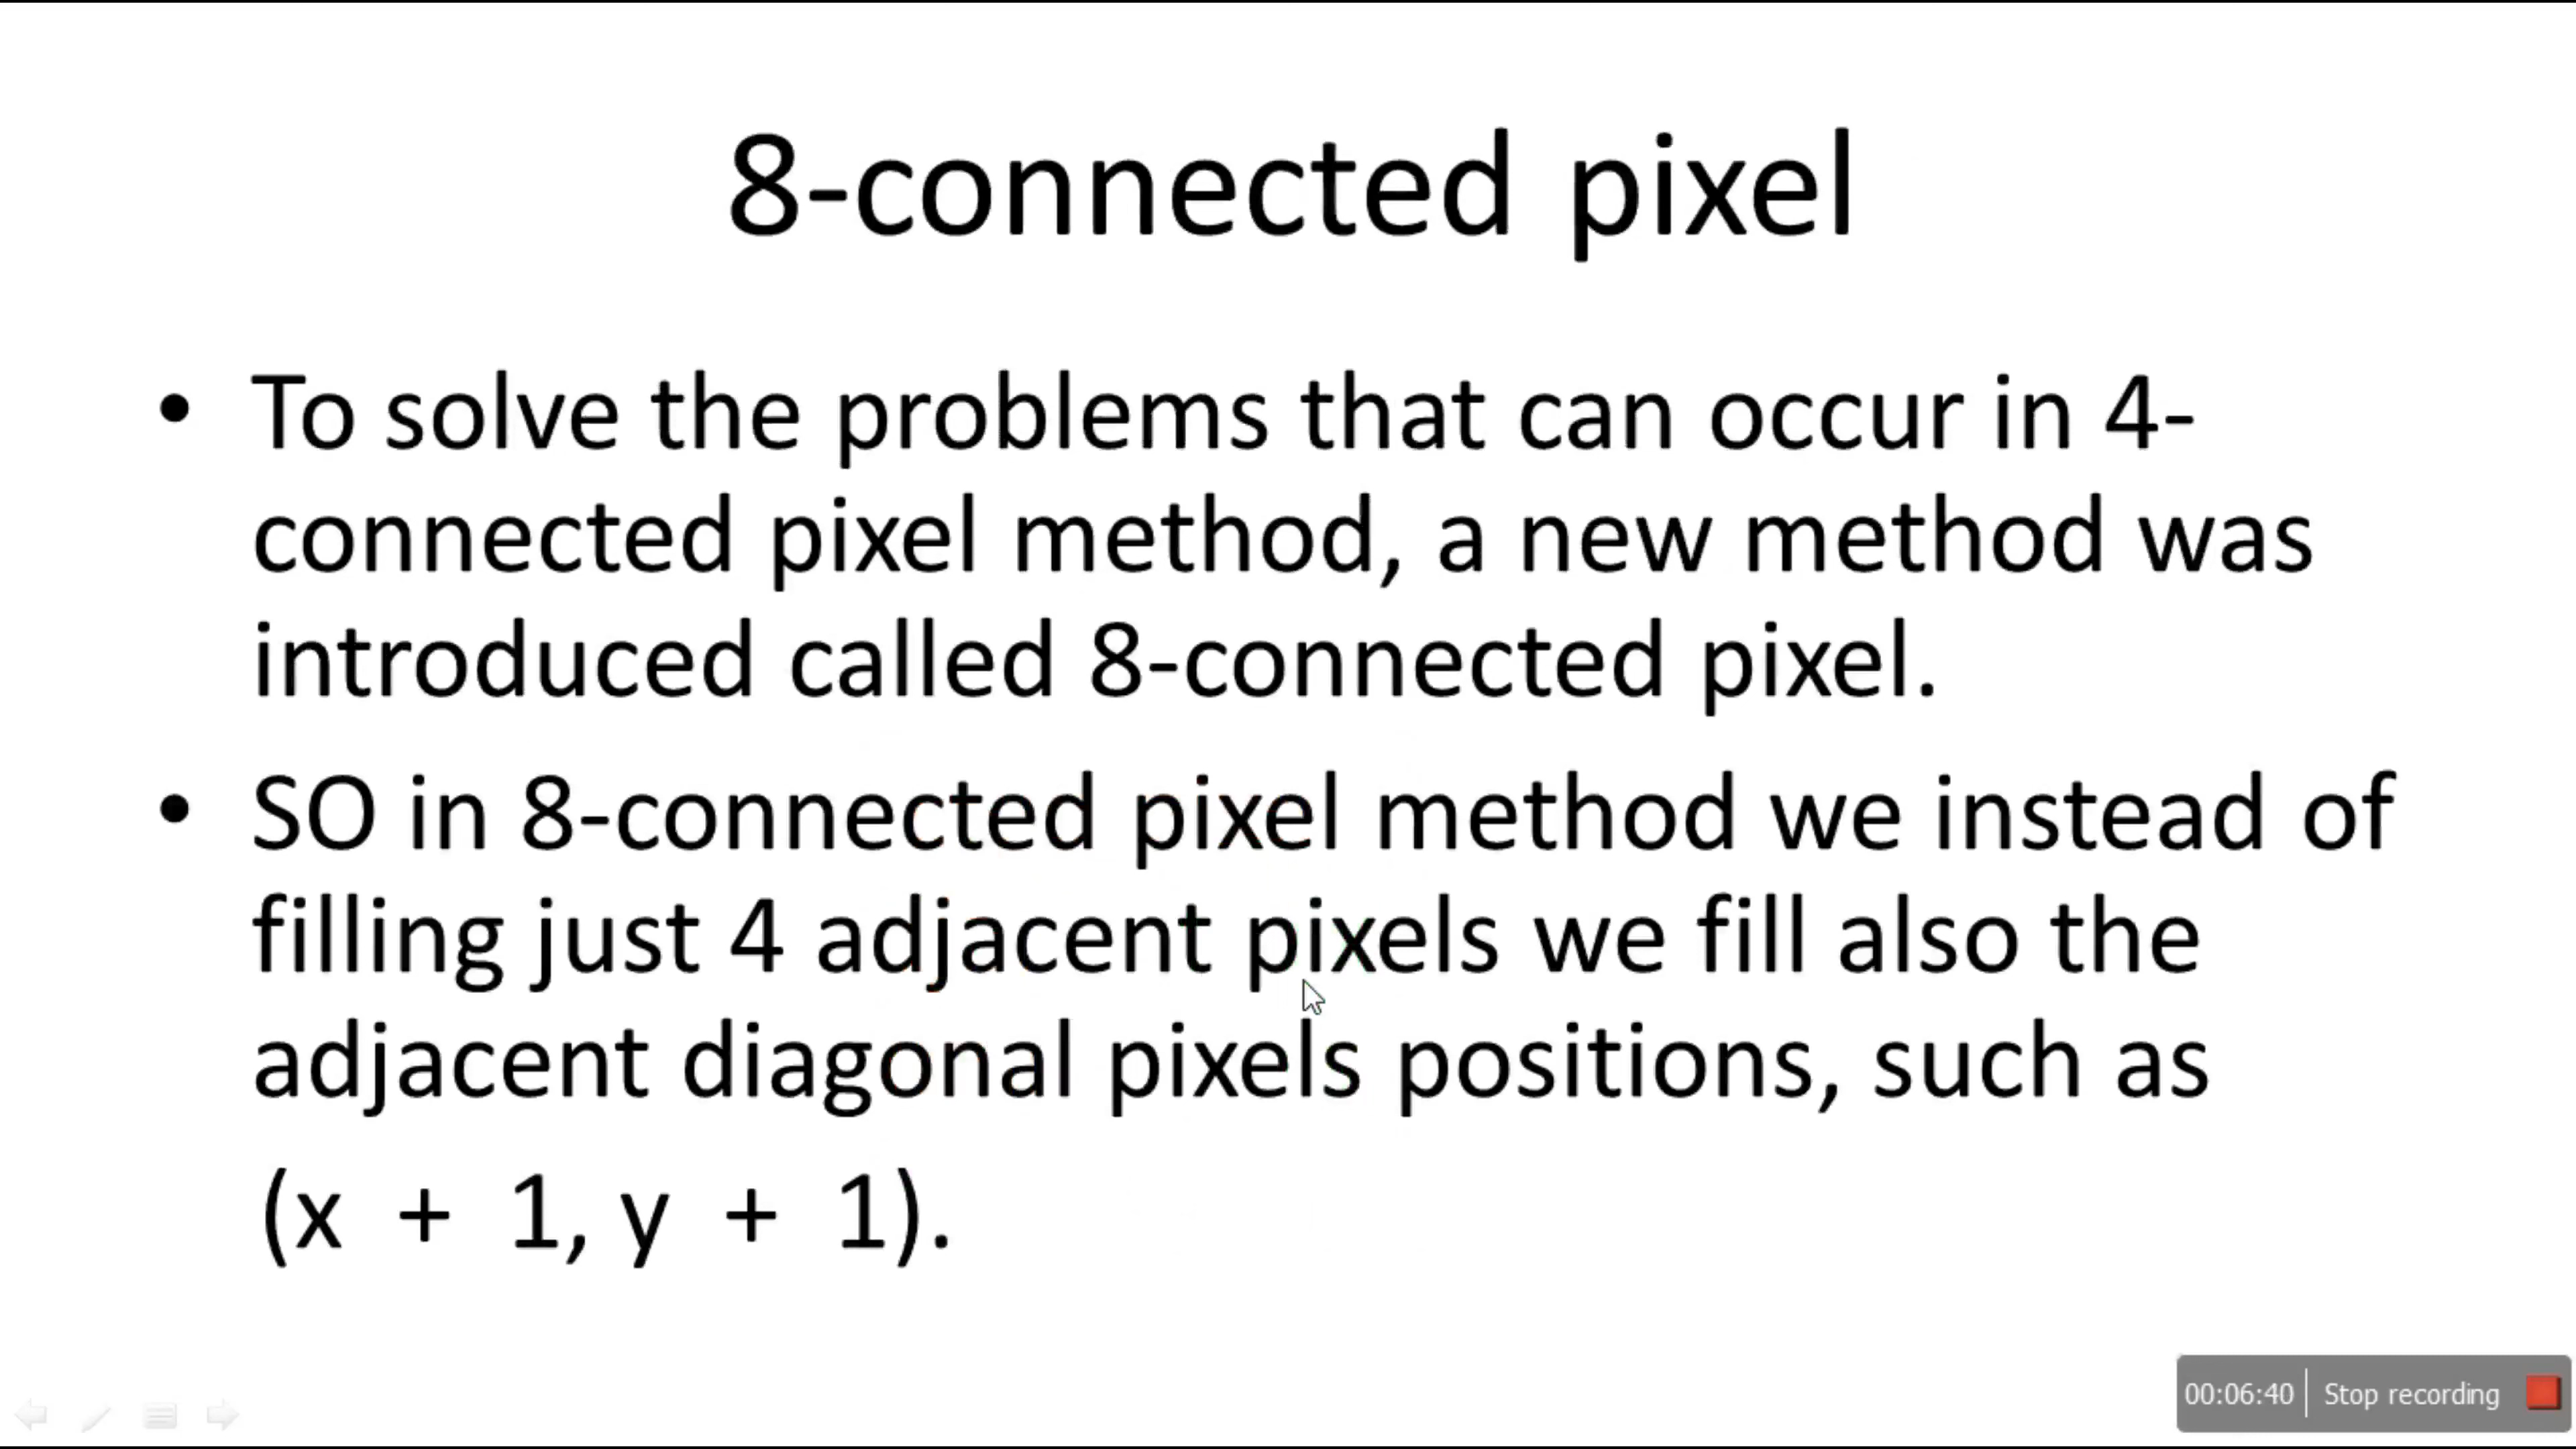 8-connected pixel
• To solve the problems that can occur in 4-
connected pixel method, a new method was
introduced called 8-connected pixel.
• SO in 8-connected pixel method we instead of
filling just 4 adjacent pixels we fill also the
adjacent diagonal pixels positions, such as
(x + 1, y + 1).
00:06:40 Stop recording